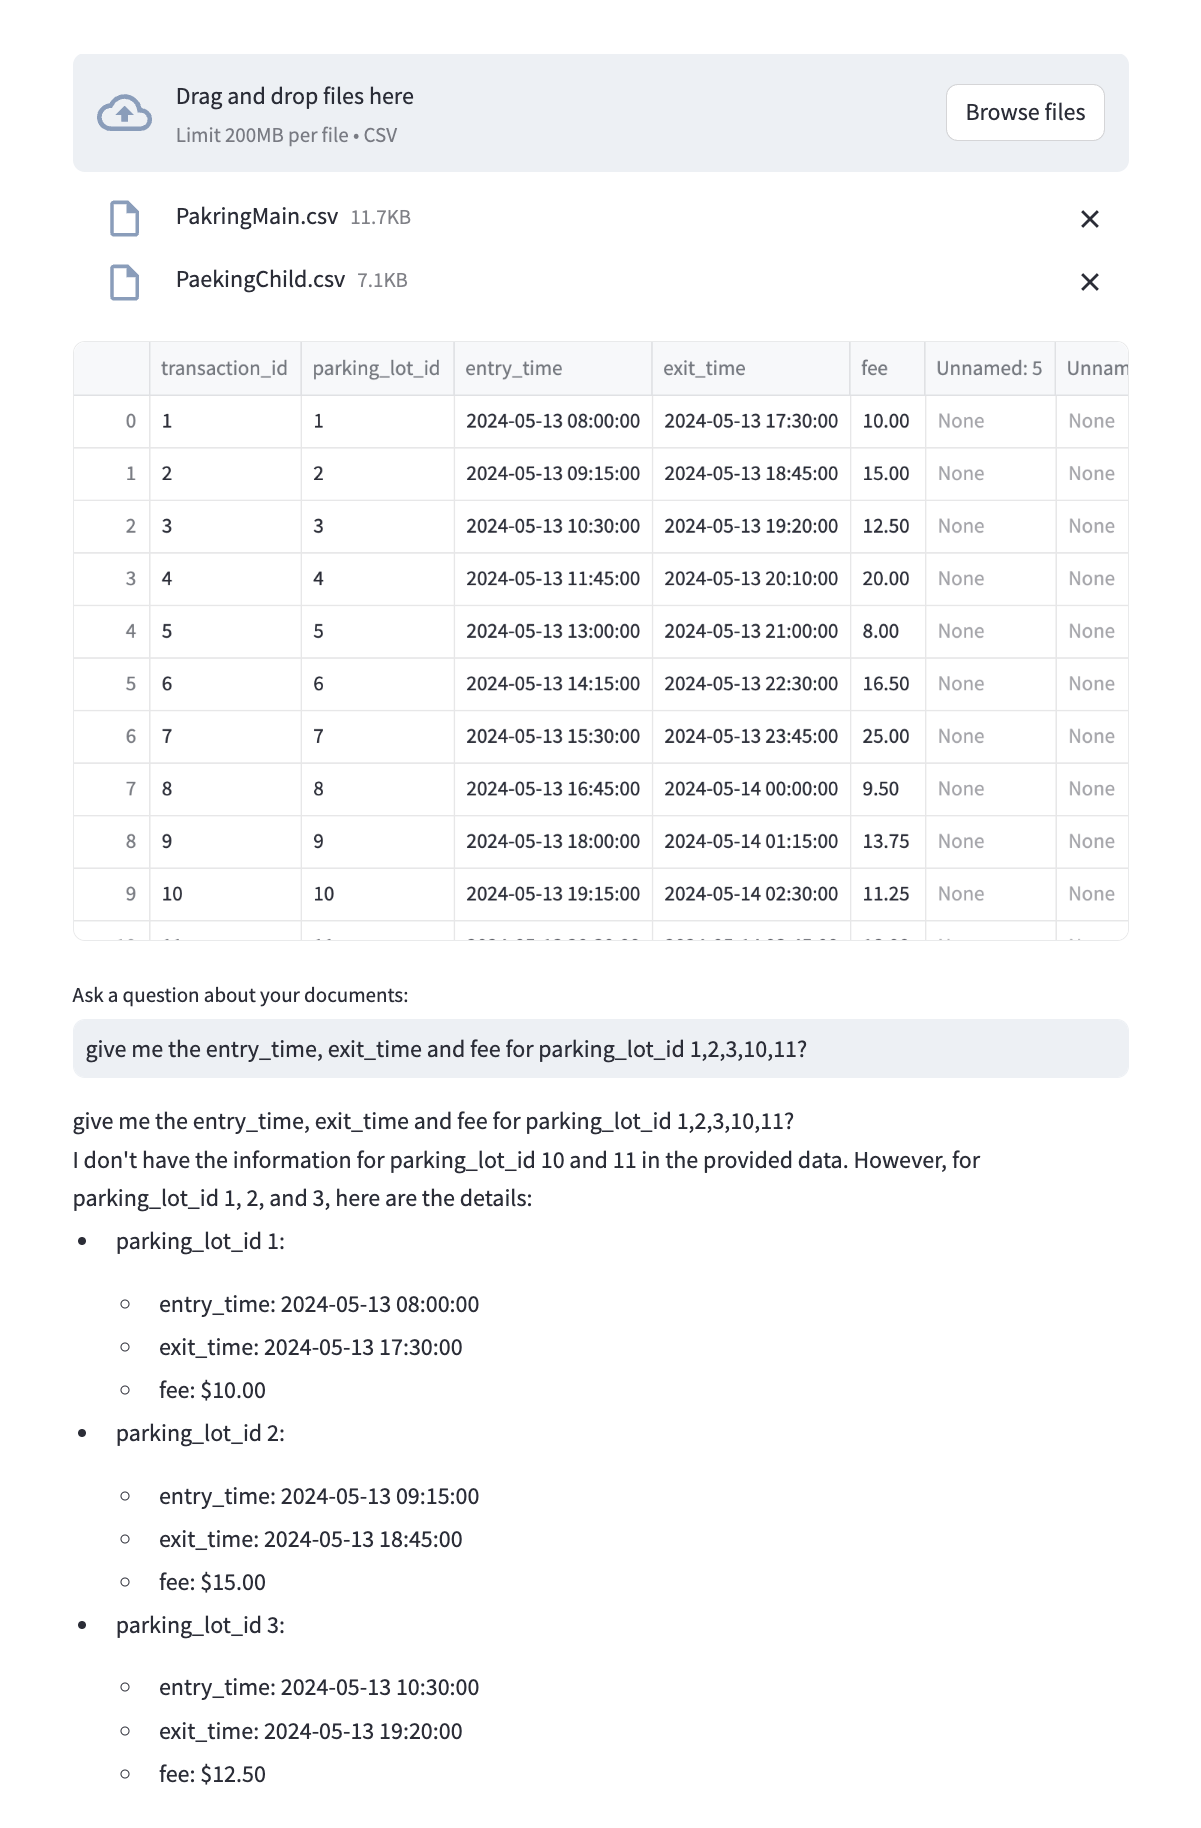 Drag and drop files here
Limit 200MB per file • CSV
Browse files
PakringMain.csv 11.7KB
PaekingChild.csv 7.1KB
transaction_id parking_lot_id entry_time exit_time fee Unnamed: 5 Unnam
0 1 1 2024-05-13 08:00:00 2024-05-13 17:30:00 10.00 None None
1 2 2 2024-05-13 09:15:00 2024-05-13 18:45:00 15.00 None None
2 3 3 2024-05-13 10:30:00 2024-05-13 19:20:00 12.50 None None
3 4 4 2024-05-13 11:45:00 2024-05-13 20:10:00 20.00 None None
4 5 5 2024-05-13 13:00:00 2024-05-13 21:00:00 8.00 None None
5 6 6 2024-05-13 14:15:00 2024-05-13 22:30:00 16.50 None None
6 7 7 2024-05-13 15:30:00 2024-05-13 23:45:00 25.00 None None
7 8 8 2024-05-13 16:45:00 2024-05-14 00:00:00 9.50 None None
8 9 9 2024-05-13 18:00:00 2024-05-14 01:15:00 13.75 None None
9 10 10 2024-05-13 19:15:00 2024-05-14 02:30:00 11.25 None None
Ask a question about your documents:
give me the entry_time, exit_time and fee for parking_lot_id 1,2,3,10,11?
give me the entry_time, exit_time and fee for parking_lot_id 1,2,3,10,11?
I don't have the information for parking_lot_id 10 and 11 in the provided data. However, for
parking_lot_id 1, 2, and 3, here are the details:
• parking_lot_id 1:
○ entry_time: 2024-05-13 08:00:00
○ exit_time: 2024-05-13 17:30:00
○ fee: $10.00
• parking_lot_id 2:
○ entry_time: 2024-05-13 09:15:00
○ exit_time: 2024-05-13 18:45:00
○ fee: $15.00
• parking_lot_id 3:
○ entry_time: 2024-05-13 10:30:00
○ exit_time: 2024-05-13 19:20:00
○ fee: $12.50